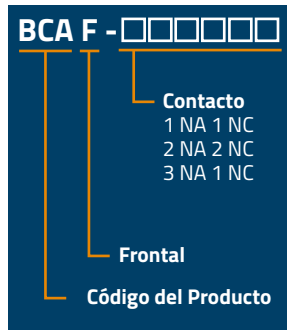 BCA F - □□□□□□
Contacto
1 NA 1 NC
2 NA 2 NC
3 NA 1 NC
Frontal
Código del Producto